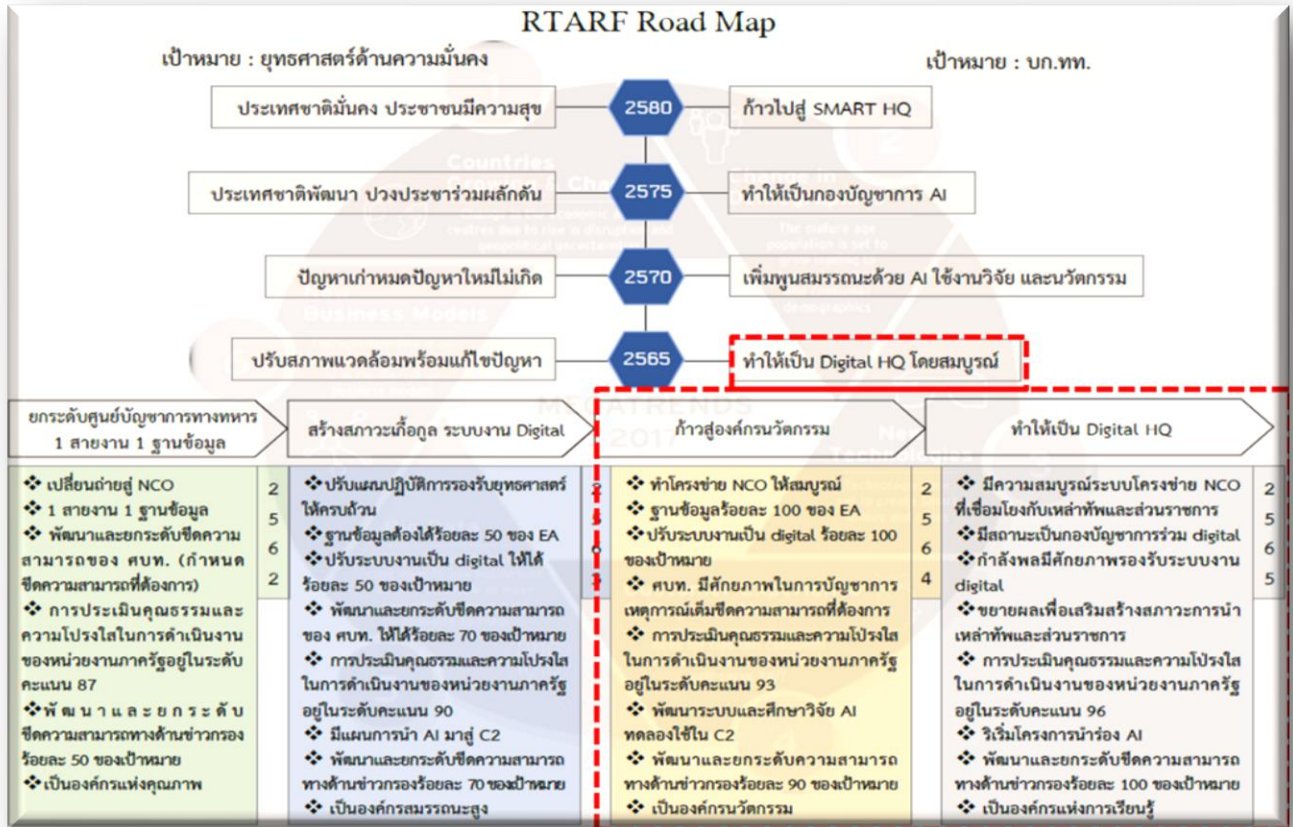 RTARF Road Map
เป้าหมาย : ยุทธศาสตร์ด้านความมั่นคง
เป้าหมาย : บก.ทท.
ประเทศชาติมั่นคง ประชาชนมีความสุข
2580
ก้าวไปสู่ SMART HQ
ประเทศชาติพัฒนา ปวงประชาร่วมผลักดัน
2575
ทำให้เป็นกองบัญชาการ AI
ปัญหาเก่าหมดปัญหาใหม่ไม่เกิด
2570
เพิ่มพูนสมรรถนะด้วย AI ใช้งานวิจัย และนวัตกรรม
ปรับสภาพแวดล้อมพร้อมแก้ไขปัญหา
2565
ทำให้เป็น Digital HQ โดยสมบูรณ์
ยกระดับศูนย์บัญชาการทางทหาร
1 สายงาน 1 ฐานข้อมูล
❖ เปลี่ยนถ่ายสู่ NCO
❖ 1 สายงาน 1 ฐานข้อมูล
❖ พัฒนาและยกระดับขีดความ
สามารถของ ศบท. (กำหนด
ขีดความสามารถที่ต้องการ)
❖ การประเมินคุณธรรมและ
ความโปร่งใสในการดำเนินงาน
ของหน่วยงานภาครัฐอยู่ในระดับ
คะแนน 87
❖พัฒนาและยกระดับ
ขีดความสามารถทางด้านข่าวกรอง
ร้อยละ 50 ของเป้าหมาย
❖เป็นองค์กรแห่งคุณภาพ
2
5
6
2
สร้างสภาวะเกื้อกูล ระบบงาน Digital
❖ปรับแผนปฏิบัติการรองรับยุทธศาสตร์
ให้ครบถ้วน
❖ฐานข้อมูลต้องได้ร้อยละ 50 ของ EA
❖ปรับระบบงานเป็น digital ให้ได้
ร้อยละ 50 ของเป้าหมาย
❖ พัฒนาและยกระดับขีดความสามารถ
ของ ศบท. ให้ได้ร้อยละ 70 ของเป้าหมาย
❖ การประเมินคุณธรรมและความโปร่งใส
ในการดำเนินงานของหน่วยงานภาครัฐ
อยู่ในระดับคะแนน 90
❖ มีแผนการนำ AI มาสู่ C2
❖ พัฒนาและยกระดับขีดความสามารถ
ทางด้านข่าวกรองร้อยละ 70 ของเป้าหมาย
❖ เป็นองค์กรสมรรถนะสูง
2
5
6
3
ก้าวสู่องค์กรนวัตกรรม
❖ ทำโครงข่าย NCO ให้สมบูรณ์
❖ ฐานข้อมูลร้อยละ 100 ของ EA
❖ปรับระบบงานเป็น digital ร้อยละ 100
ของเป้าหมาย
❖ ศบท. มีศักยภาพในการบัญชาการ
เหตุการณ์เต็มขีดความสามารถที่ต้องการ
❖ การประเมินคุณธรรมและความโปร่งใส
ในการดำเนินงานของหน่วยงานภาครัฐ
อยู่ในระดับคะแนน 93
❖ พัฒนาระบบและศึกษาวิจัย AI
ทดลองใช้ใน C2
❖ พัฒนาและยกระดับความสามารถ
ทางด้านข่าวกรองร้อยละ 90 ของเป้าหมาย
❖ เป็นองค์กรนวัตกรรม
2
5
6
4
ทำให้เป็น Digital HQ
❖ มีความสมบูรณ์ระบบโครงข่าย NCO
ที่เชื่อมโยงกับเหล่าทัพและส่วนราชการ
❖ มีสถานะเป็นกองบัญชาการร่วม digital
❖กำลังพลมีศักยภาพรองรับระบบงาน
digital
❖ขยายผลเพื่อเสริมสร้างสภาวะการนำ
เหล่าทัพและส่วนราชการ
❖ การประเมินคุณธรรมและความโปร่งใส
ในการดำเนินงานของหน่วยงานภาครัฐ
อยู่ในระดับคะแนน 96
❖ ริเริ่มโครงการนำร่อง AI
❖ พัฒนาและยกระดับขีดความสามารถ
ทางด้านข่าวกรองร้อยละ 100 ของเป้าหมาย
❖ เป็นองค์กรแห่งการเรียนรู้
2
5
6
5
MEGATRENDS
2017
Countries
Business Models
Technologies
demographics